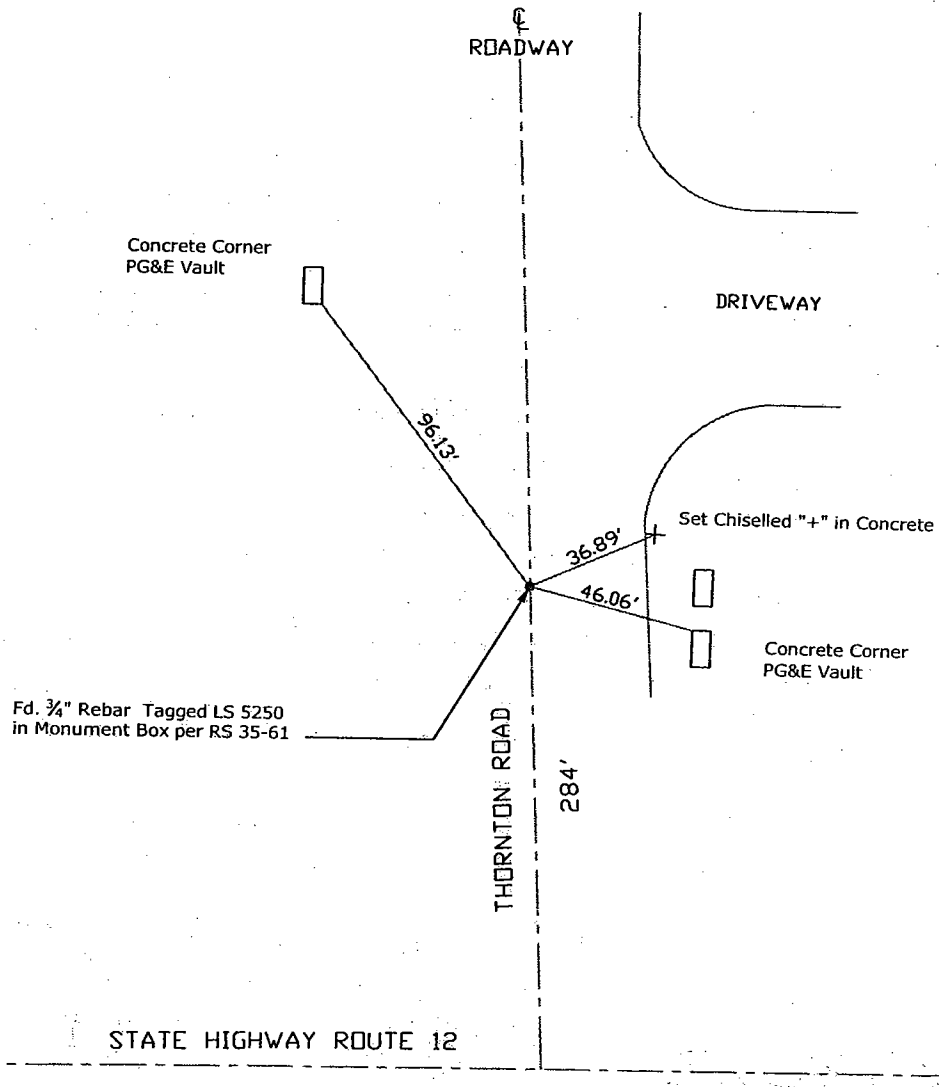 ℄
ROADWAY
Concrete Corner
PG&E Vault
DRIVEWAY
96.13'
Set Chiselled "+" in Concrete
36.89'
46.06'
Concrete Corner
PG&E Vault
Fd. ¾" Rebar Tagged LS 5250
in Monument Box per RS 35-61
THORNTON ROAD
284'
STATE HIGHWAY ROUTE 12